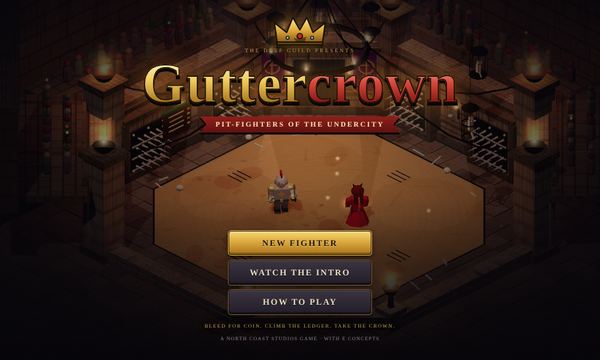 THE DEEP GUILD PRESENTS
Guttercrown
PIT-FIGHTERS OF THE UNDERCITY
NEW FIGHTER
WATCH THE INTRO
HOW TO PLAY
BLEED FOR COIN. CLIMB THE LEDGER. TAKE THE CROWN.
A NORTH COAST STUDIOS GAME · WITH E CONCEPTS